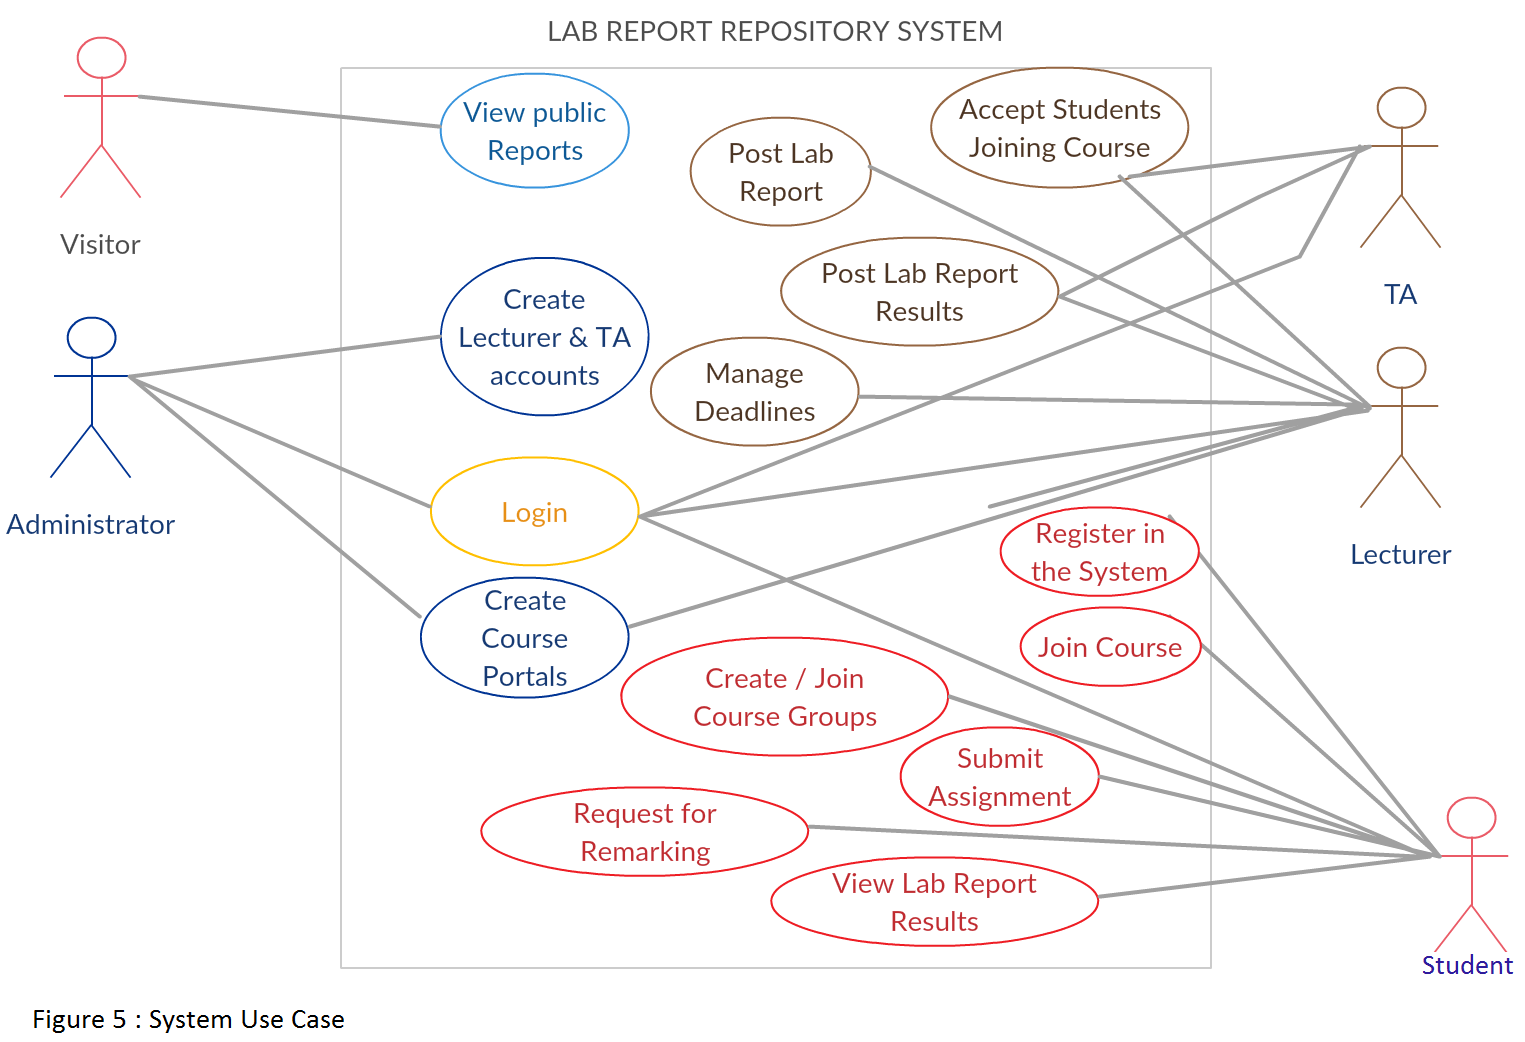 LAB REPORT REPOSITORY SYSTEM
View public
Reports
Post Lab
Report
Accept Students
Joining Course
Visitor
TA
Create
Lecturer & TA
accounts
Post Lab Report
Results
Manage
Deadlines
Administrator
Login
Lecturer
Register in
the System
Create
Course
Portals
Join Course
Create / Join
Course Groups
Submit
Assignment
Request for
Remarking
View Lab Report
Results
Student
Figure 5 : System Use Case